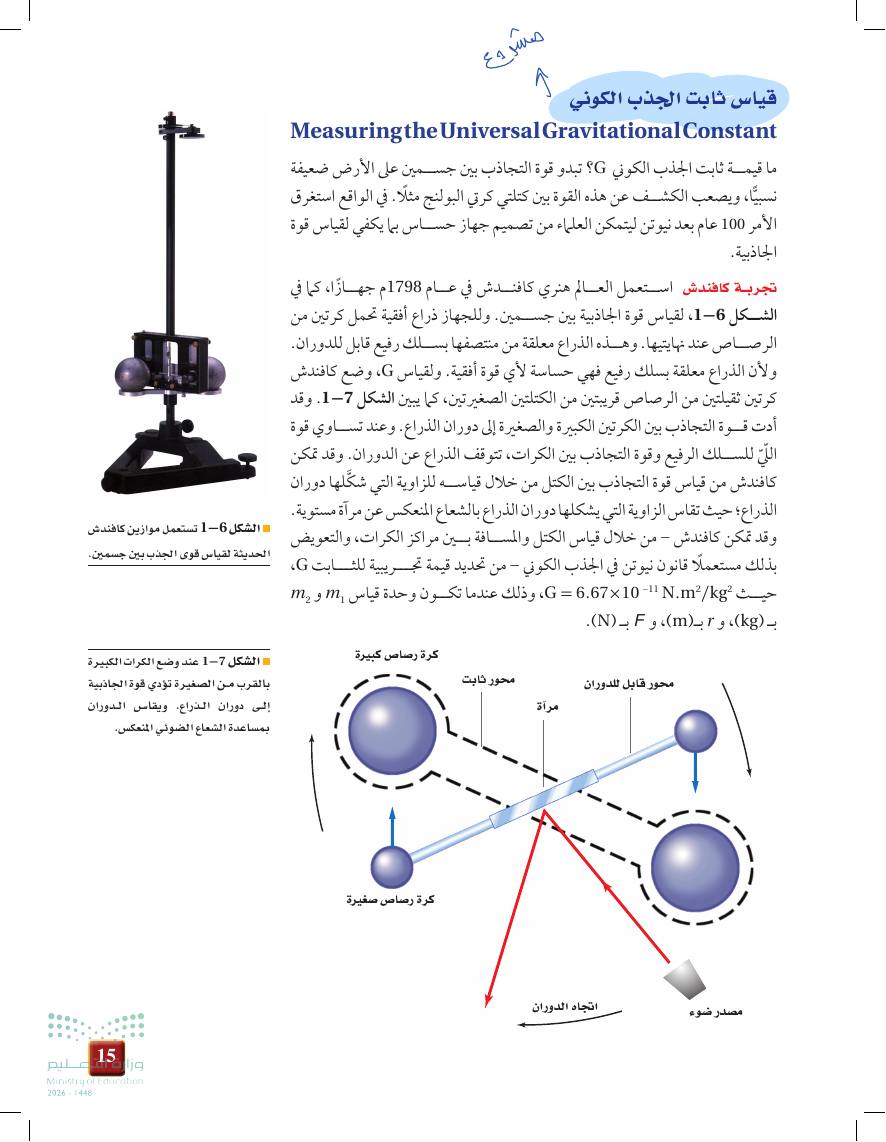 مشروع
قياس ثابت الجذب الكوني
Measuring the Universal Gravitational Constant
ما قيمـــة ثابت الجذب الكوني G؟ تبدو قوة التجاذب بين جســـمين على الأرض ضعيفة
نسبيًّا، ويصعب الكشـــف عن هذه القوة بين كتلتي كرتي البولنج مثلًا. في الواقع استغرق
الأمر 100 عام بعد نيوتن ليتمكن العلماء من تصميم جهاز حســـاس بما يكفي لقياس قوة
الجاذبية.
تجربـة كافندش استعمل العالم هنري كافندش في عام 1798م جهازًا، كما في
الشـكل 6-1، لقياس قوة الجاذبية بين جسـمين. وللجهاز ذراع أفقية تحمل كرتين من
الرصاص عند نهايتيها. وهذه الذراع معلقة من منتصفها بسلك رفيع قابل للدوران.
ولأن الذراع معلقة بسلك رفيع فهي حساسة لأي قوة أفقية. ولقياس G، وضع كافندش
كرتين ثقيلتين من الرصاص قريبتين من الكتلتين الصغيرتين، كما يبين الشكل 7-1. وقد
أدت قوة التجاذب بين الكرتين الكبيرة والصغيرة إلى دوران الذراع. وعند تساوي قوة
اللّيّ للسلك الرفيع وقوة التجاذب بين الكرات، تتوقف الذراع عن الدوران. وقد تمكن
كافندش من قياس قوة التجاذب بين الكتل من خلال قياسه للزاوية التي شكَّلها دوران
الذراع؛ حيث تقاس الزاوية التي يشكلها دوران الذراع بالشعاع المنعكس عن مرآة مستوية.
وقد تمكن كافندش - من خلال قياس الكتل والمسافة بين مراكز الكرات، والتعويض
بذلك مستعملًا قانون نيوتن في الجذب الكوني - من تحديد قيمة تجريبية للثابت G،
حيث G = 6.67×10 ⁻¹¹ N.m²/kg²، وذلك عندما تكون وحدة قياس m₁ و m₂
بـ (kg)، و r بـ(m)، و F بـ (N).
الشكل 6-1 تستعمل موازين كافندش
الحديثة لقياس قوى الجذب بين جسمين.
الشكل 7-1 عند وضع الكرات الكبيرة
بالقرب من الصغيرة تؤدي قوة الجاذبية
إلى دوران الذراع. ويقاس الدوران
بمساعدة الشعاع الضوئي المنعكس.
كرة رصاص كبيرة
محور ثابت
محور قابل للدوران
مرآة
كرة رصاص صغيرة
اتجاه الدوران
مصدر ضوء
وزارة التعليم
15
Ministry of Education
2026 - 1448